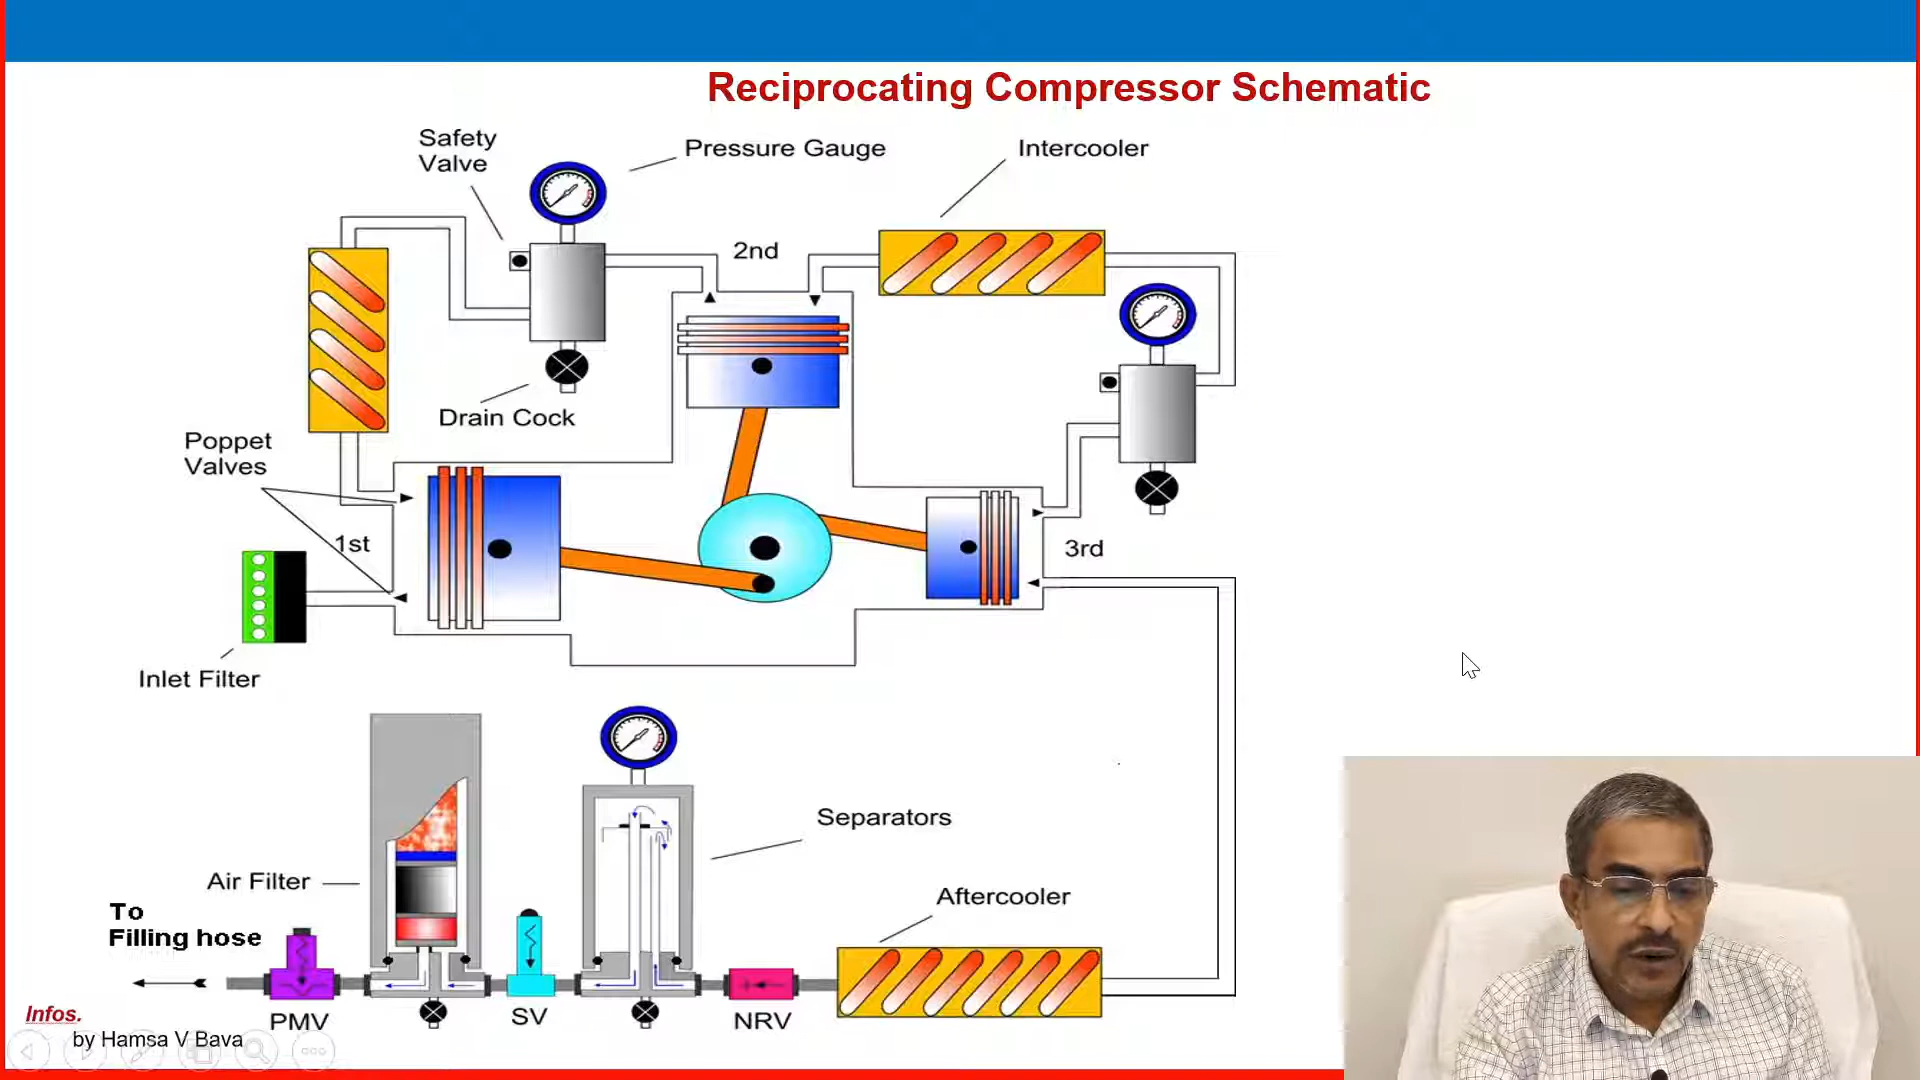 Reciprocating Compressor Schematic
Safety
Valve
Pressure Gauge
Intercooler
2nd
Drain Cock
Poppet
Valves
1st
3rd
Inlet Filter
Separators
Air Filter
Aftercooler
To
Filling hose
PMV
SV
NRV
Infos.
by Hamsa V Bava